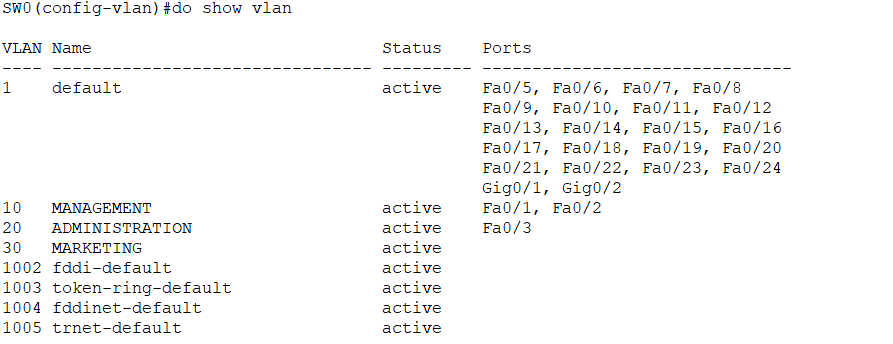 SW0(config-vlan)#do show vlan

VLAN Name                             Status    Ports
---- -------------------------------- --------- -------------------------------
1    default                          active    Fa0/5, Fa0/6, Fa0/7, Fa0/8
                                                Fa0/9, Fa0/10, Fa0/11, Fa0/12
                                                Fa0/13, Fa0/14, Fa0/15, Fa0/16
                                                Fa0/17, Fa0/18, Fa0/19, Fa0/20
                                                Fa0/21, Fa0/22, Fa0/23, Fa0/24
                                                Gig0/1, Gig0/2
10   MANAGEMENT                       active    Fa0/1, Fa0/2
20   ADMINISTRATION                   active    Fa0/3
30   MARKETING                        active
1002 fddi-default                     active
1003 token-ring-default               active
1004 fddinet-default                  active
1005 trnet-default                    active